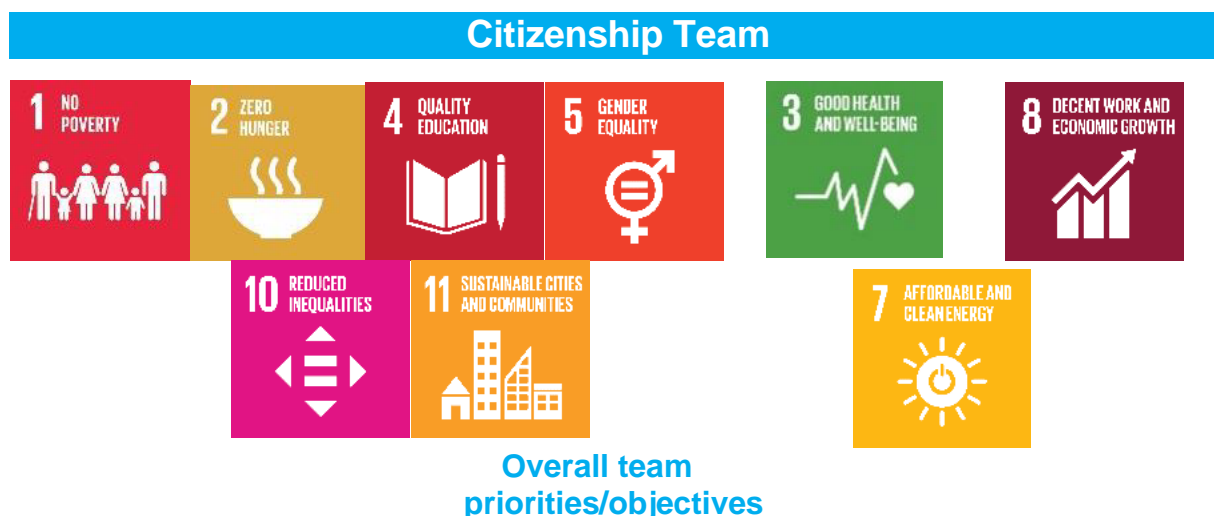 Citizenship Team
1 NO
POVERTY
2 ZERO
HUNGER
4 QUALITY
EDUCATION
5 GENDER
EQUALITY
3 GOOD HEALTH
AND WELL-BEING
8 DECENT WORK AND
ECONOMIC GROWTH
10 REDUCED
INEQUALITIES
11 SUSTAINABLE CITIES
AND COMMUNITIES
7 AFFORDABLE AND
CLEAN ENERGY
Overall team
priorities/objectives